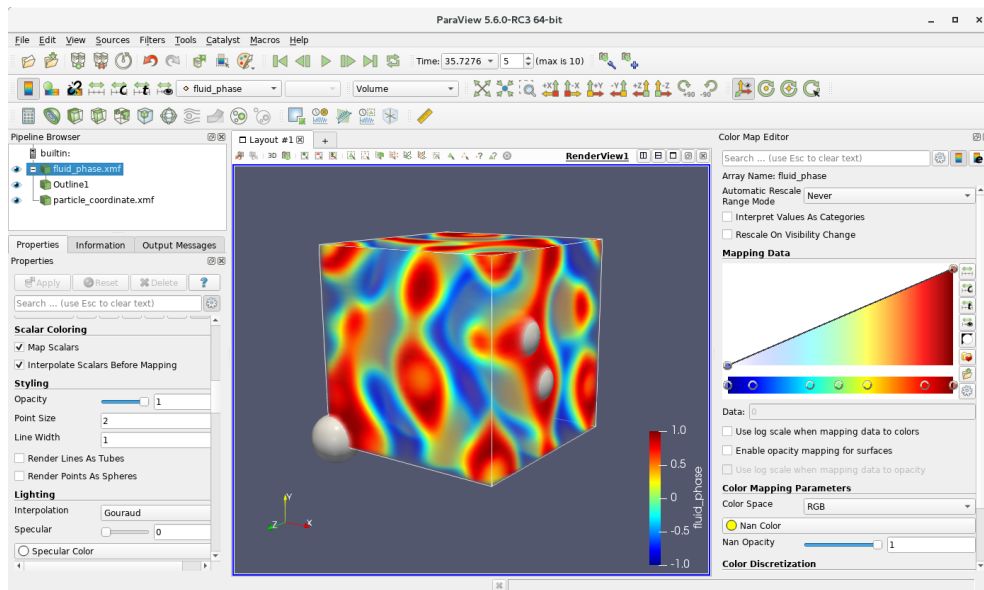 ParaView 5.6.0-RC3 64-bit
File Edit View Sources Filters Tools Catalyst Macros Help
Time: 35.7276 5 (max is 10)
fluid_phase Volume
+X -X +Y -Y +Z -Z +90 -90
Pipeline Browser
builtin:
fluid_phase.xmf
Outline1
particle_coordinate.xmf
Properties Information Output Messages
Properties
Apply Reset Delete ?
Search ... (use Esc to clear text)
Scalar Coloring
Map Scalars
Interpolate Scalars Before Mapping
Styling
Opacity 1
Point Size 2
Line Width 1
Render Lines As Tubes
Render Points As Spheres
Lighting
Interpolation Gouraud
Specular 0
Specular Color
Layout #1 +
3D RenderView1
Y
Z X
1.0
0.5
0
-0.5
-1.0
fluid_phase
Color Map Editor
Search ... (use Esc to clear text)
Array Name: fluid_phase
Automatic Rescale
Range Mode Never
Interpret Values As Categories
Rescale On Visibility Change
Mapping Data
Data: 0
Use log scale when mapping data to colors
Enable opacity mapping for surfaces
Use log scale when mapping data to opacity
Color Mapping Parameters
Color Space RGB
Nan Color
Nan Opacity 1
Color Discretization